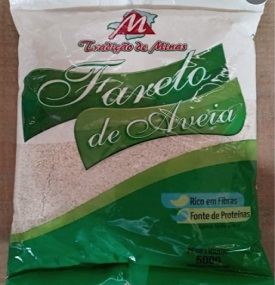 M
Tradição de Minas
Farelo
de Aveia
Rico em Fibras
Fonte de Proteínas
500g